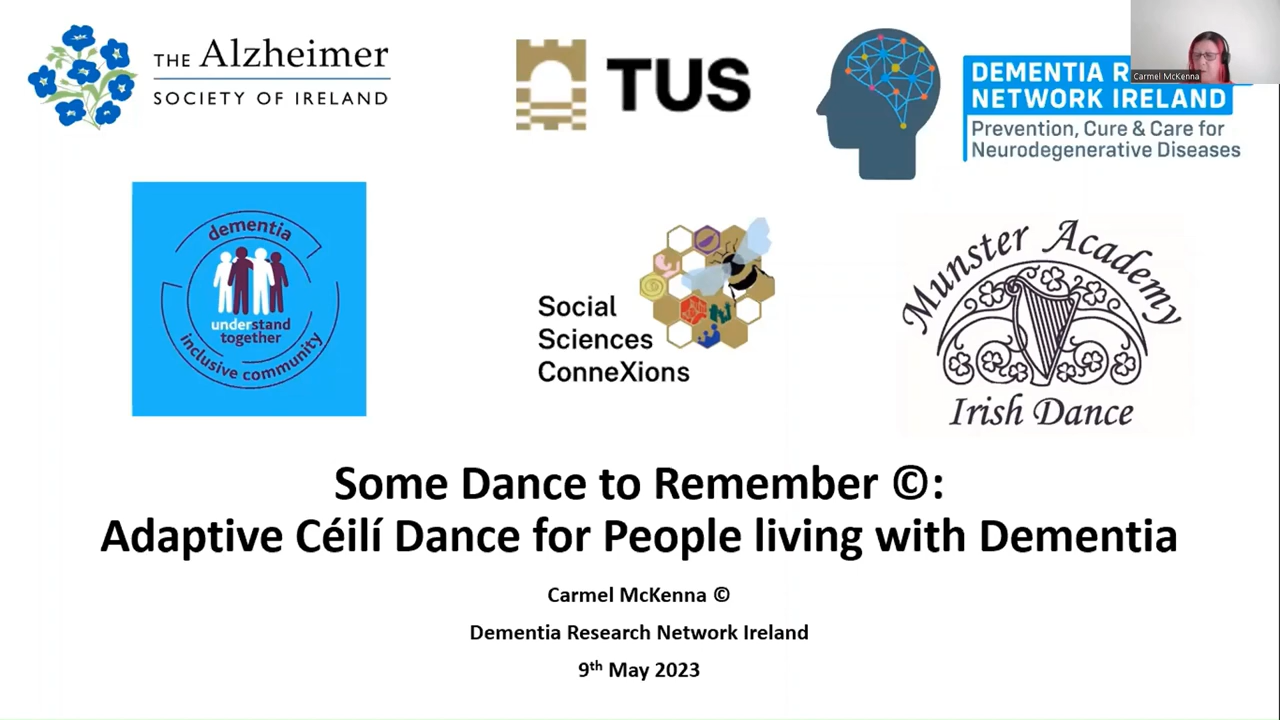 THE Alzheimer
SOCIETY OF IRELAND
TUS
DEMENTIA R
NETWORK IRELAND
Prevention, Cure & Care for
Neurodegenerative Diseases
Carmel McKenna
dementia
understand
together
inclusive community
Social
Sciences
ConneXions
Munster Academy
Irish Dance
Some Dance to Remember ©:
Adaptive Céilí Dance for People living with Dementia
Carmel McKenna ©
Dementia Research Network Ireland
9th May 2023